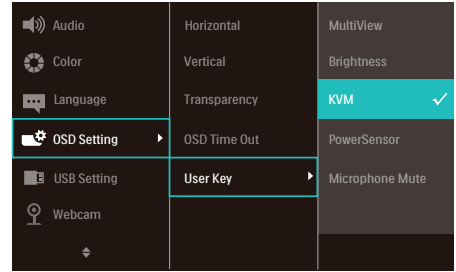 Audio
Color
Language
OSD Setting
USB Setting
Webcam
Horizontal
Vertical
Transparency
OSD Time Out
User Key
MultiView
Brightness
KVM
PowerSensor
Microphone Mute